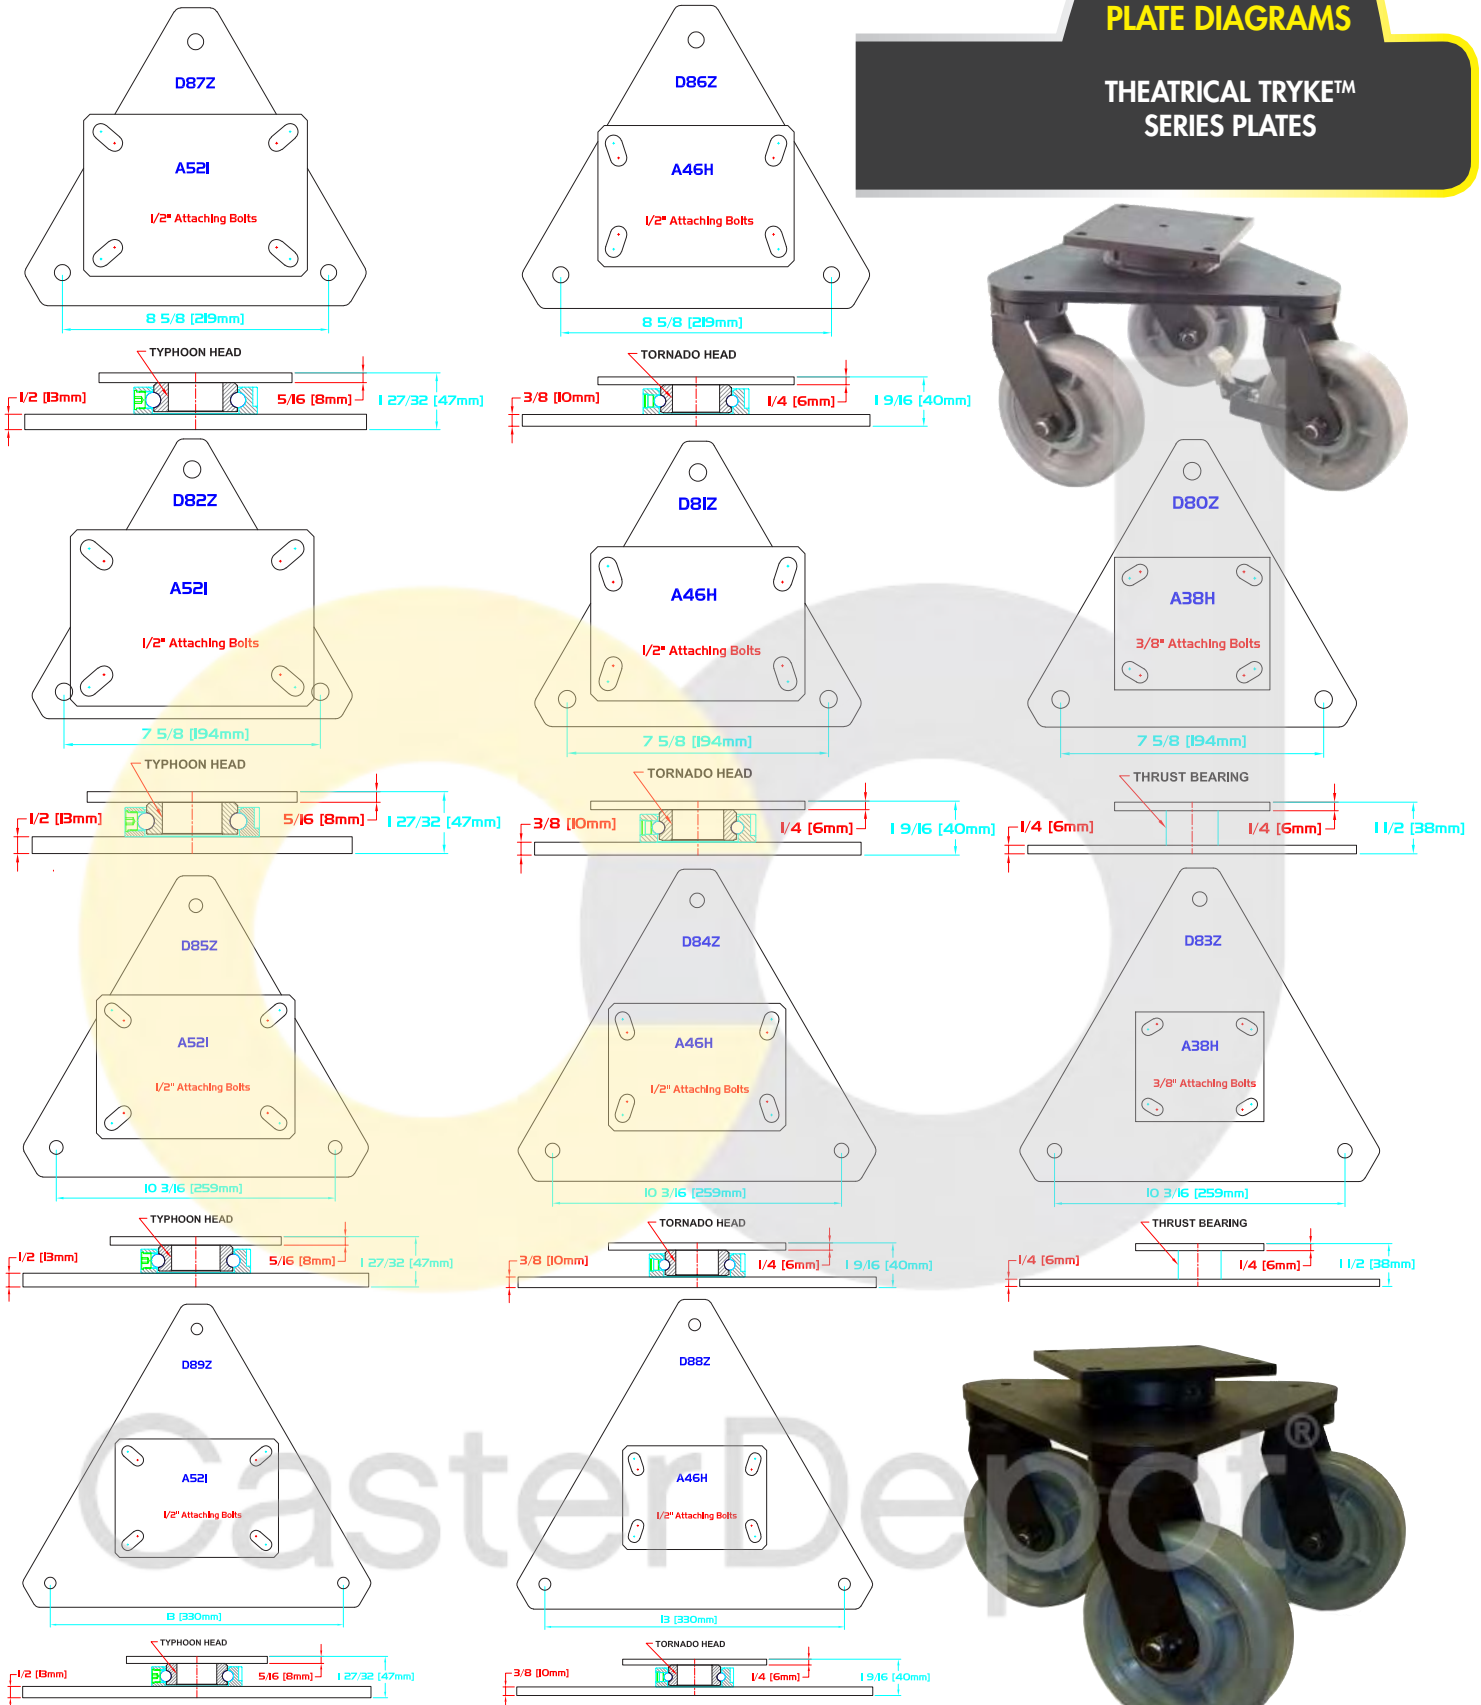 PLATE DIAGRAMS
THEATRICAL TRYKE™
SERIES PLATES
D87Z
A52I
1/2" Attaching Bolts
8 5/8 [219mm]
TYPHOON HEAD
1/2 [13mm]
5/16 [8mm]
1 27/32 [47mm]
D86Z
A46H
1/2" Attaching Bolts
8 5/8 [219mm]
TORNADO HEAD
3/8 [10mm]
1/4 [6mm]
1 9/16 [40mm]
D82Z
A52I
1/2" Attaching Bolts
7 5/8 [194mm]
TYPHOON HEAD
1/2 [13mm]
5/16 [8mm]
1 27/32 [47mm]
D81Z
A46H
1/2" Attaching Bolts
7 5/8 [194mm]
TORNADO HEAD
3/8 [10mm]
1/4 [6mm]
1 9/16 [40mm]
D80Z
A38H
3/8" Attaching Bolts
7 5/8 [194mm]
THRUST BEARING
1/4 [6mm]
1/4 [6mm]
1 1/2 [38mm]
D85Z
A52I
1/2" Attaching Bolts
10 3/16 [259mm]
TYPHOON HEAD
1/2 [13mm]
5/16 [8mm]
1 27/32 [47mm]
D84Z
A46H
1/2" Attaching Bolts
10 3/16 [259mm]
TORNADO HEAD
3/8 [10mm]
1/4 [6mm]
1 9/16 [40mm]
D83Z
A38H
3/8" Attaching Bolts
10 3/16 [259mm]
THRUST BEARING
1/4 [6mm]
1/4 [6mm]
1 1/2 [38mm]
D89Z
A52I
1/2" Attaching Bolts
13 [330mm]
TYPHOON HEAD
1/2 [13mm]
5/16 [8mm]
1 27/32 [47mm]
D88Z
A46H
1/2" Attaching Bolts
13 [330mm]
TORNADO HEAD
3/8 [10mm]
1/4 [6mm]
1 9/16 [40mm]
CasterDepot®